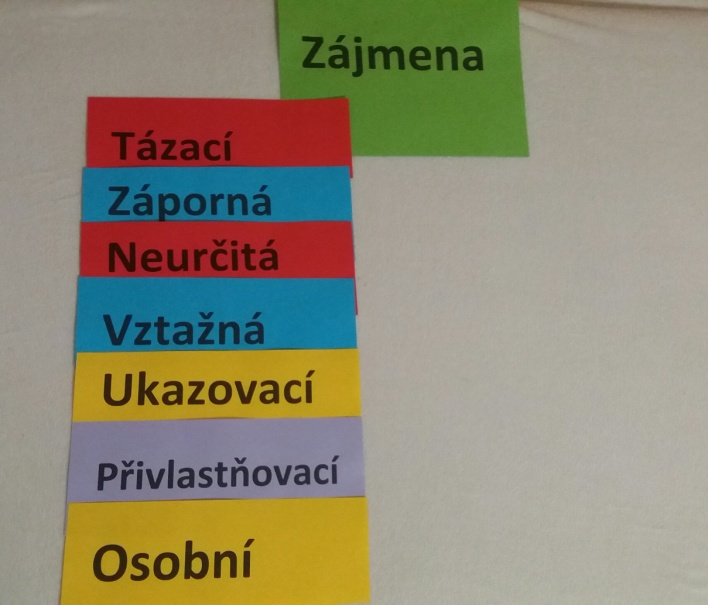 Zájmena
Tázací
Záporná
Neurčitá
Vztažná
Ukazovací
Přivlastňovací
Osobní